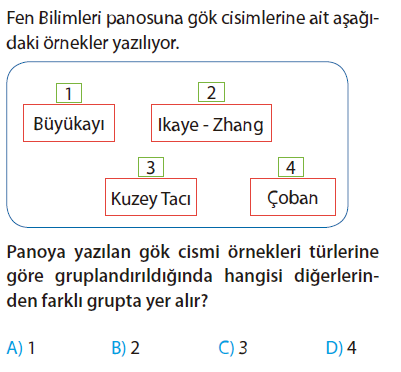 Fen Bilimleri panosuna gök cisimlerine ait aşağı-
daki örnekler yazılıyor.
1
2
Büyükayı
Ikaye - Zhang
3
4
Kuzey Tacı
Çoban
Panoya yazılan gök cismi örnekleri türlerine
göre gruplandırıldığında hangisi diğerlerin-
den farklı grupta yer alır?
A) 1
B) 2
C) 3
D) 4